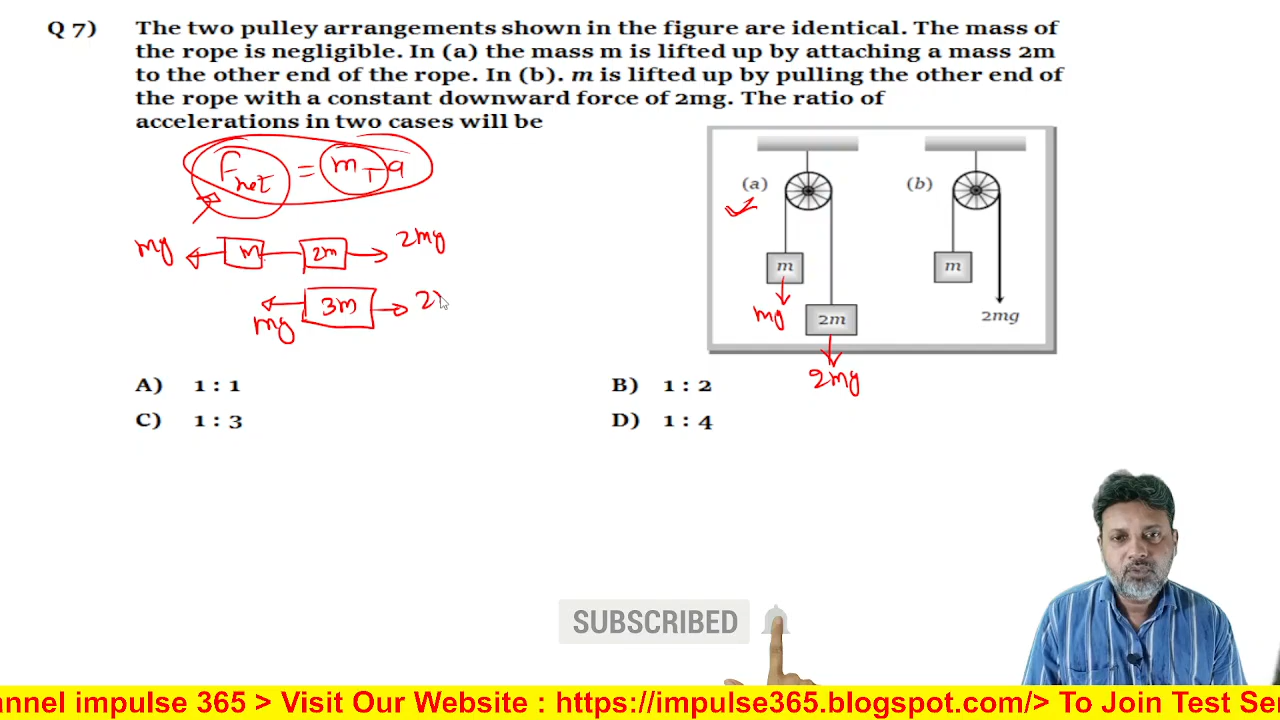 Q 7) The two pulley arrangements shown in the figure are identical. The mass of
the rope is negligible. In (a) the mass m is lifted up by attaching a mass 2m
to the other end of the rope. In (b). m is lifted up by pulling the other end of
the rope with a constant downward force of 2mg. The ratio of
accelerations in two cases will be
Fnet = mT a
mg m 2m 2mg
mg 3m 2
(a) (b)
m m
mg 2m 2mg
2mg
A) 1 : 1 B) 1 : 2
C) 1 : 3 D) 1 : 4
SUBSCRIBED
annel impulse 365 > Visit Our Website : https://impulse365.blogspot.com/> To Join Test Se